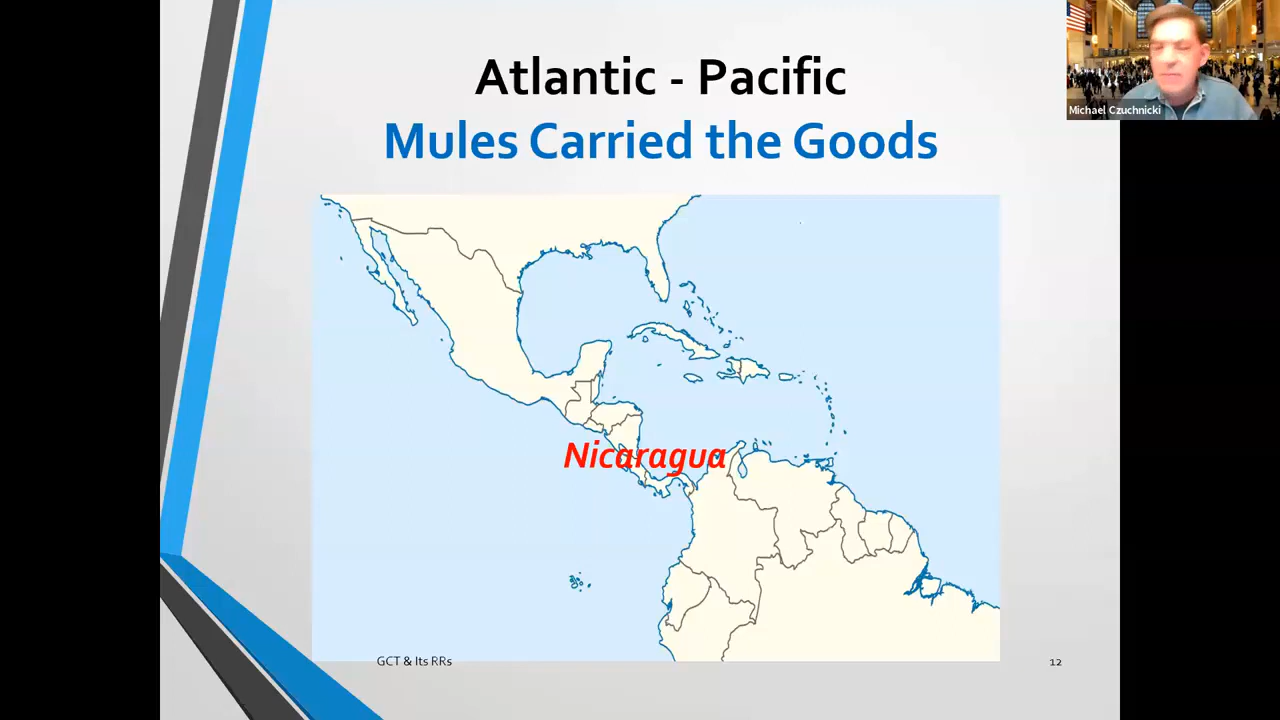 Atlantic - Pacific
Mules Carried the Goods
Michael Czuchnicki
Nicaragua
GCT & Its RRs
12